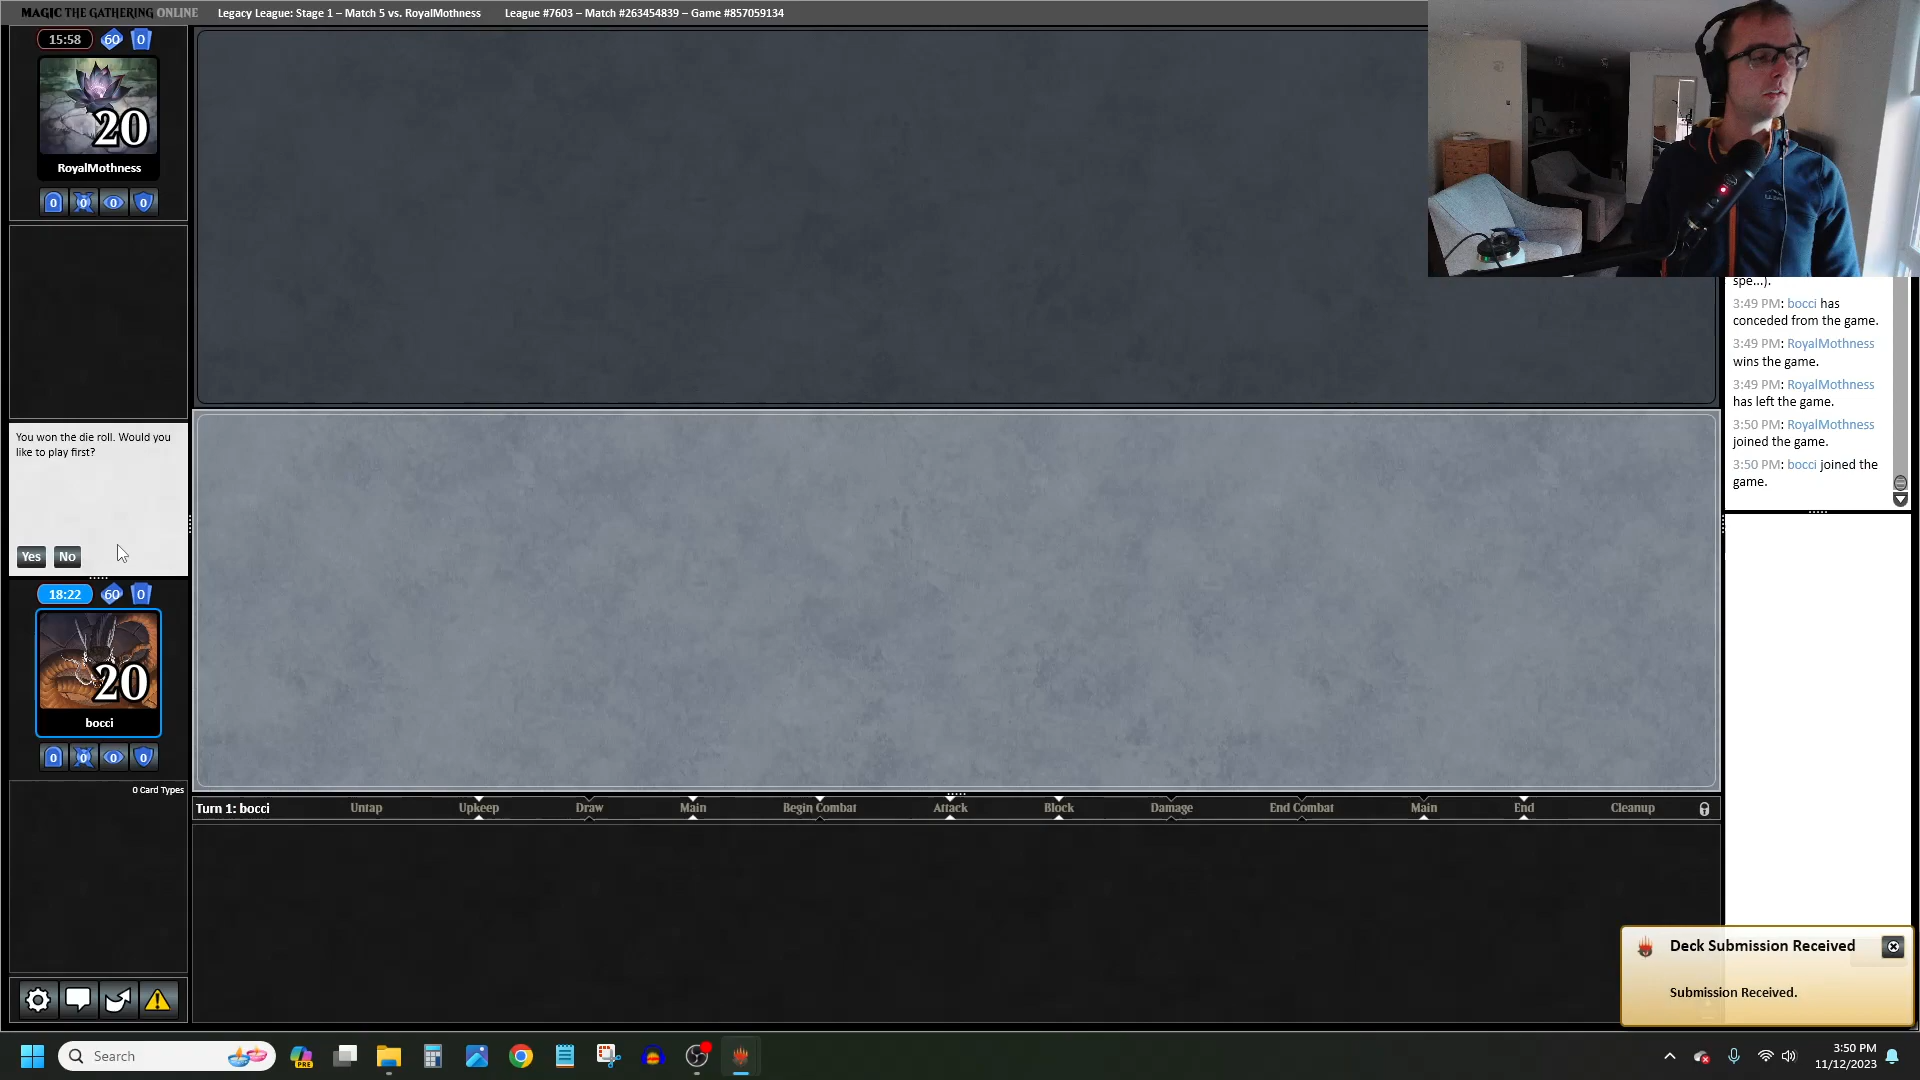 MAGIC THE GATHERING ONLINE
Legacy League: Stage 1 – Match 5 vs. RoyalMothness
League #7603 – Match #263454839 – Game #857059134
15:58
60
0
20
RoyalMothness
0
0
0
0
spe...).
3:49 PM: bocci has
conceded from the game.
3:49 PM: RoyalMothness
wins the game.
3:49 PM: RoyalMothness
has left the game.
3:50 PM: RoyalMothness
joined the game.
3:50 PM: bocci joined the
game.
You won the die roll. Would you
like to play first?
Yes
No
18:22
60
0
20
bocci
0
0
0
0
0 Card Types
Turn 1: bocci
Untap
Upkeep
Draw
Main
Begin Combat
Attack
Block
Damage
End Combat
Main
End
Cleanup
Deck Submission Received
Submission Received.
Search
PRE
3:50 PM
11/12/2023